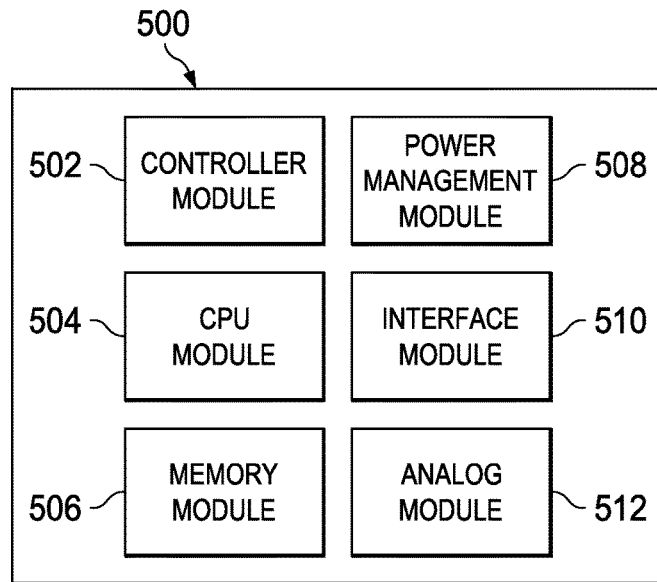 500
502
CONTROLLER
MODULE
POWER
MANAGEMENT
MODULE
508
504
CPU
MODULE
INTERFACE
MODULE
510
506
MEMORY
MODULE
ANALOG
MODULE
512